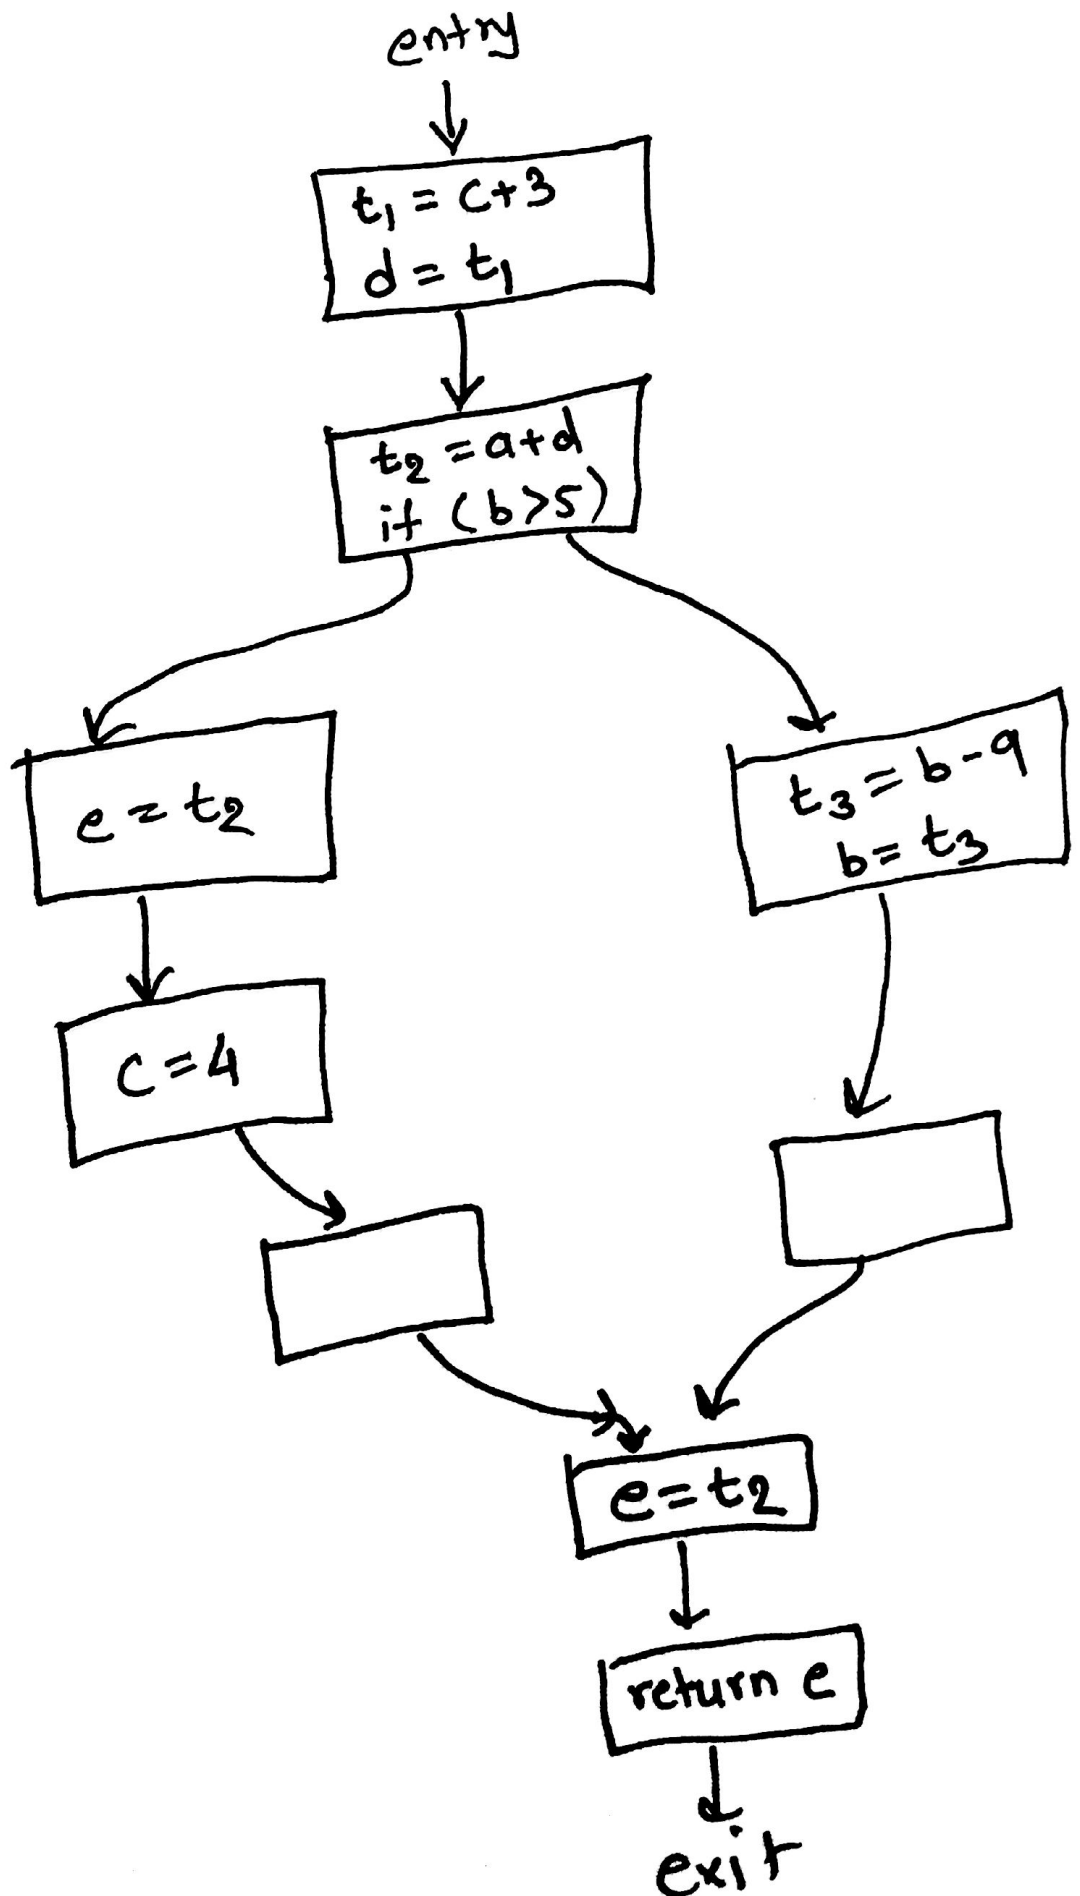 entry
t₁ = c+3
d = t₁
t₂ = a+d
if (b>5)
e = t₂
t₃ = b-9
b = t₃
c = 4
e = t₂
return e
exit